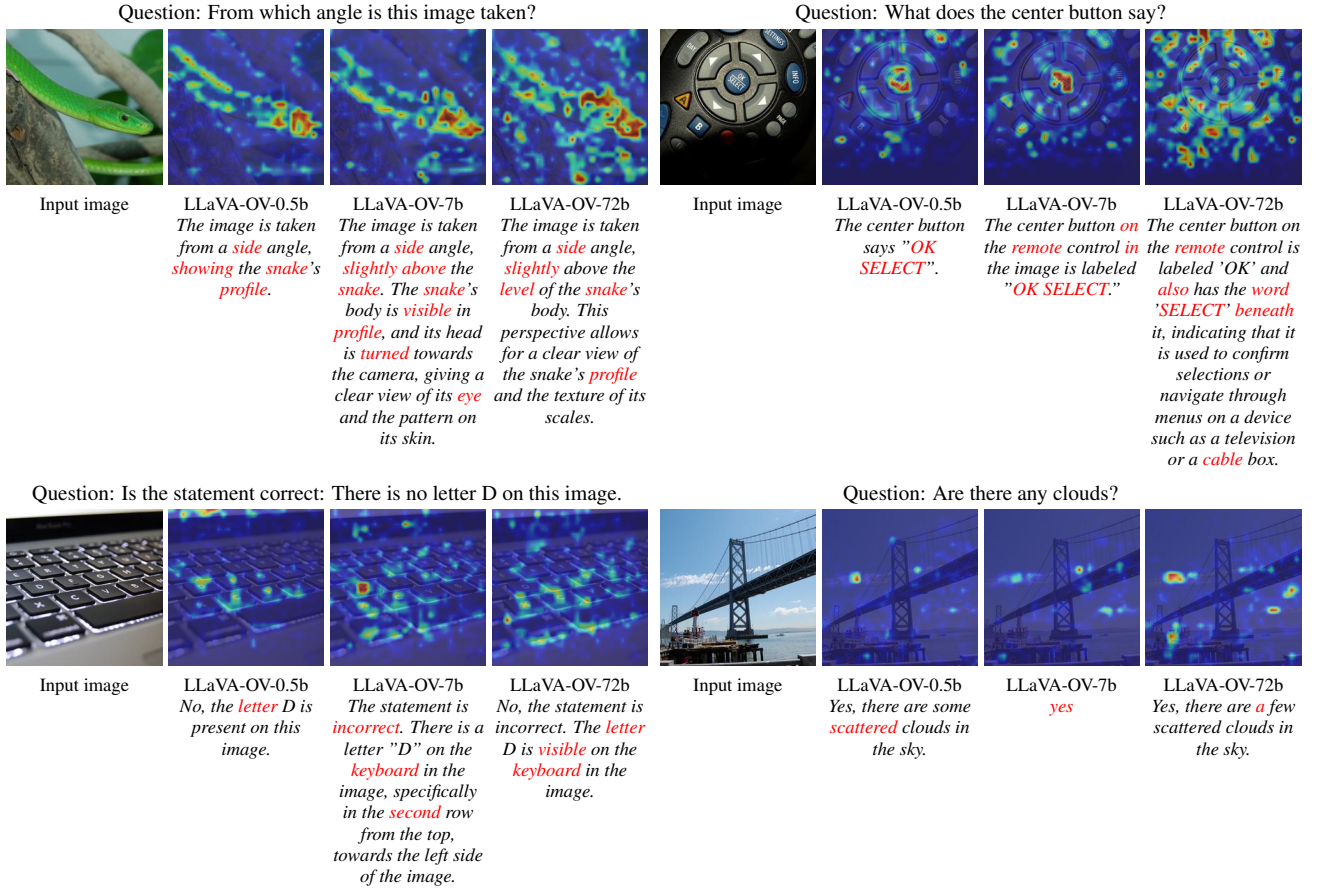 Question: From which angle is this image taken?
Input image
LLaVA-OV-0.5b
The image is taken
from a side angle,
showing the snake's
profile.
LLaVA-OV-7b
The image is taken
from a side angle,
slightly above the
snake. The snake's
body is visible in
profile, and its head
is turned towards
the camera, giving a
clear view of its eye
and the pattern on
its skin.
LLaVA-OV-72b
The image is taken
from a side angle,
slightly above the
level of the snake's
body. This
perspective allows
for a clear view of
the snake's profile
and the texture of its
scales.
Question: What does the center button say?
DAY
SETTINGS
INFO
OK
SELECT
A
B
Input image
LLaVA-OV-0.5b
The center button
says "OK
SELECT".
LLaVA-OV-7b
The center button on
the remote control in
the image is labeled
"OK SELECT."
LLaVA-OV-72b
The center button on
the remote control is
labeled 'OK' and
also has the word
'SELECT' beneath
it, indicating that it
is used to confirm
selections or
navigate through
menus on a device
such as a television
or a cable box.
Question: Is the statement correct: There is no letter D on this image.
Input image
LLaVA-OV-0.5b
No, the letter D is
present on this
image.
LLaVA-OV-7b
The statement is
incorrect. There is a
letter "D" on the
keyboard in the
image, specifically
in the second row
from the top,
towards the left side
of the image.
LLaVA-OV-72b
No, the statement is
incorrect. The letter
D is visible on the
keyboard in the
image.
Question: Are there any clouds?
Input image
LLaVA-OV-0.5b
Yes, there are some
scattered clouds in
the sky.
LLaVA-OV-7b
yes
LLaVA-OV-72b
Yes, there are a few
scattered clouds in
the sky.